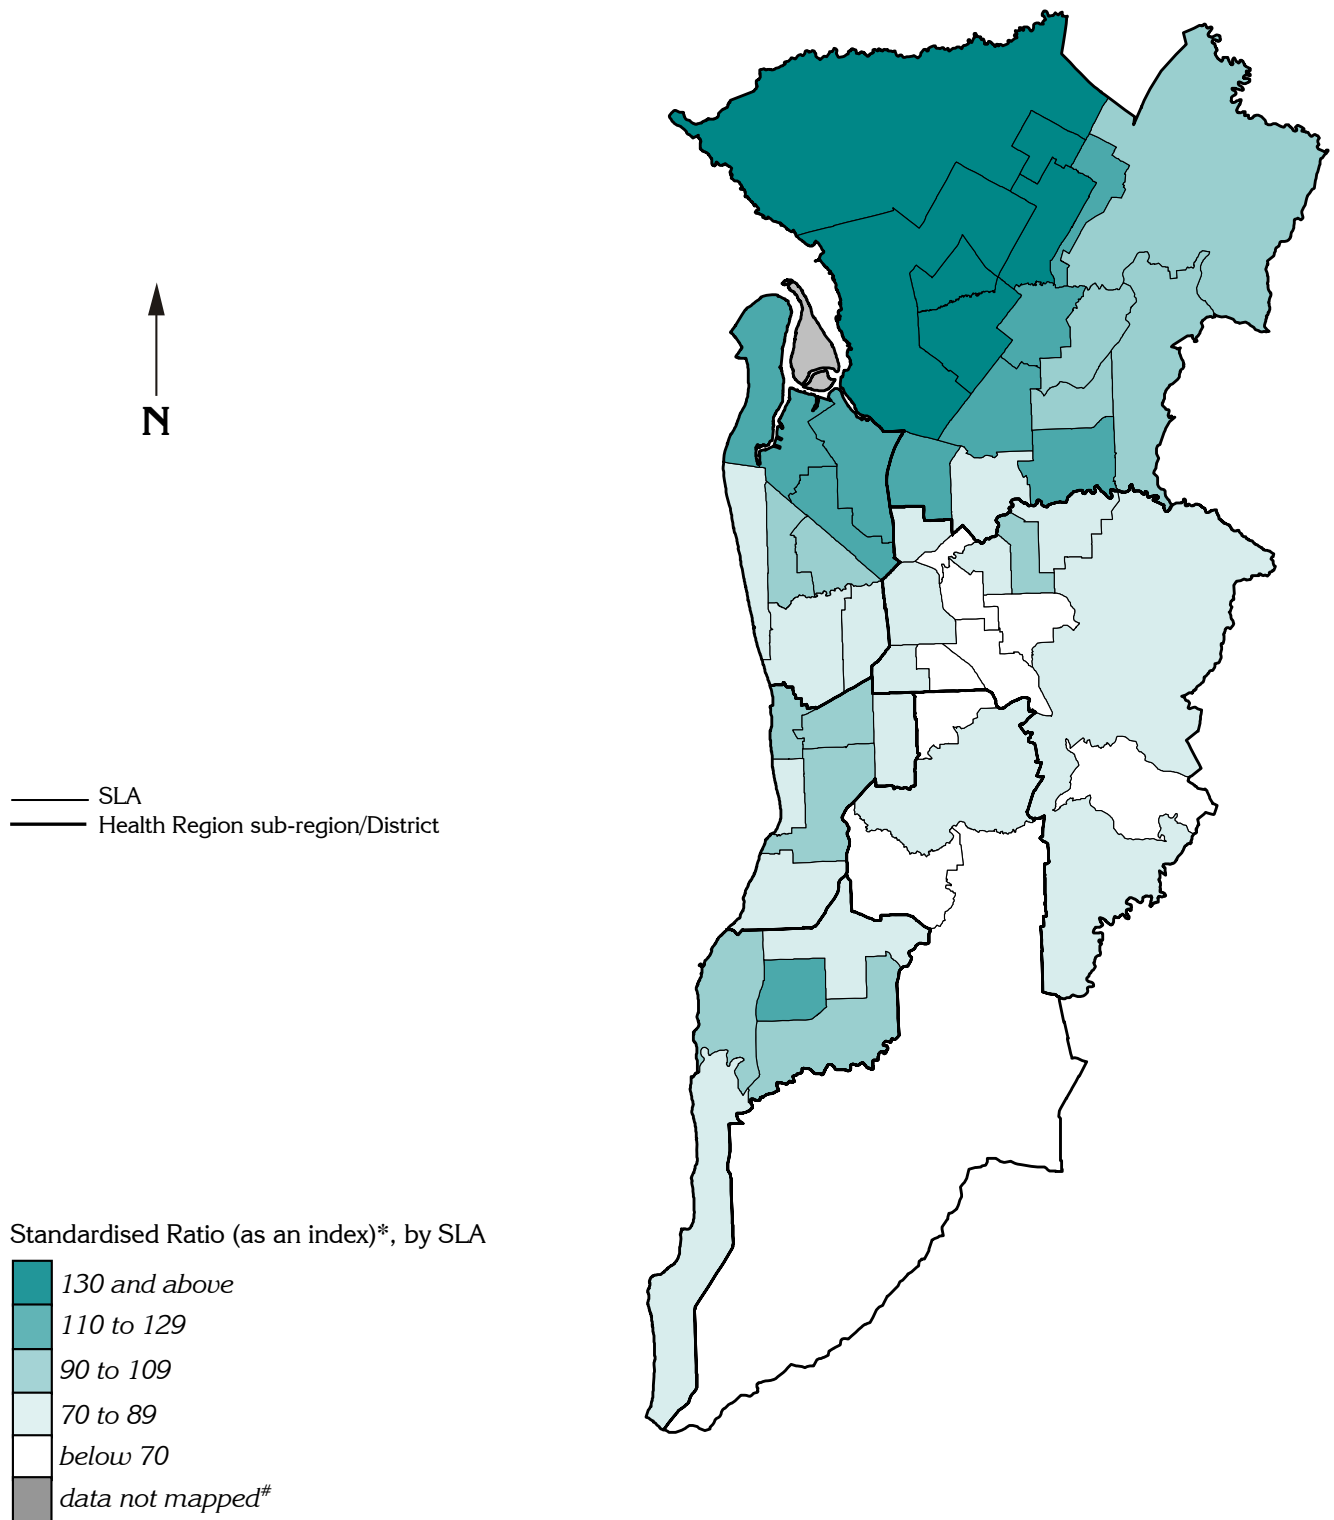 N
SLA
Health Region sub-region/District
Standardised Ratio (as an index)*, by SLA
130 and above
110 to 129
90 to 109
70 to 89
below 70
data not mapped#